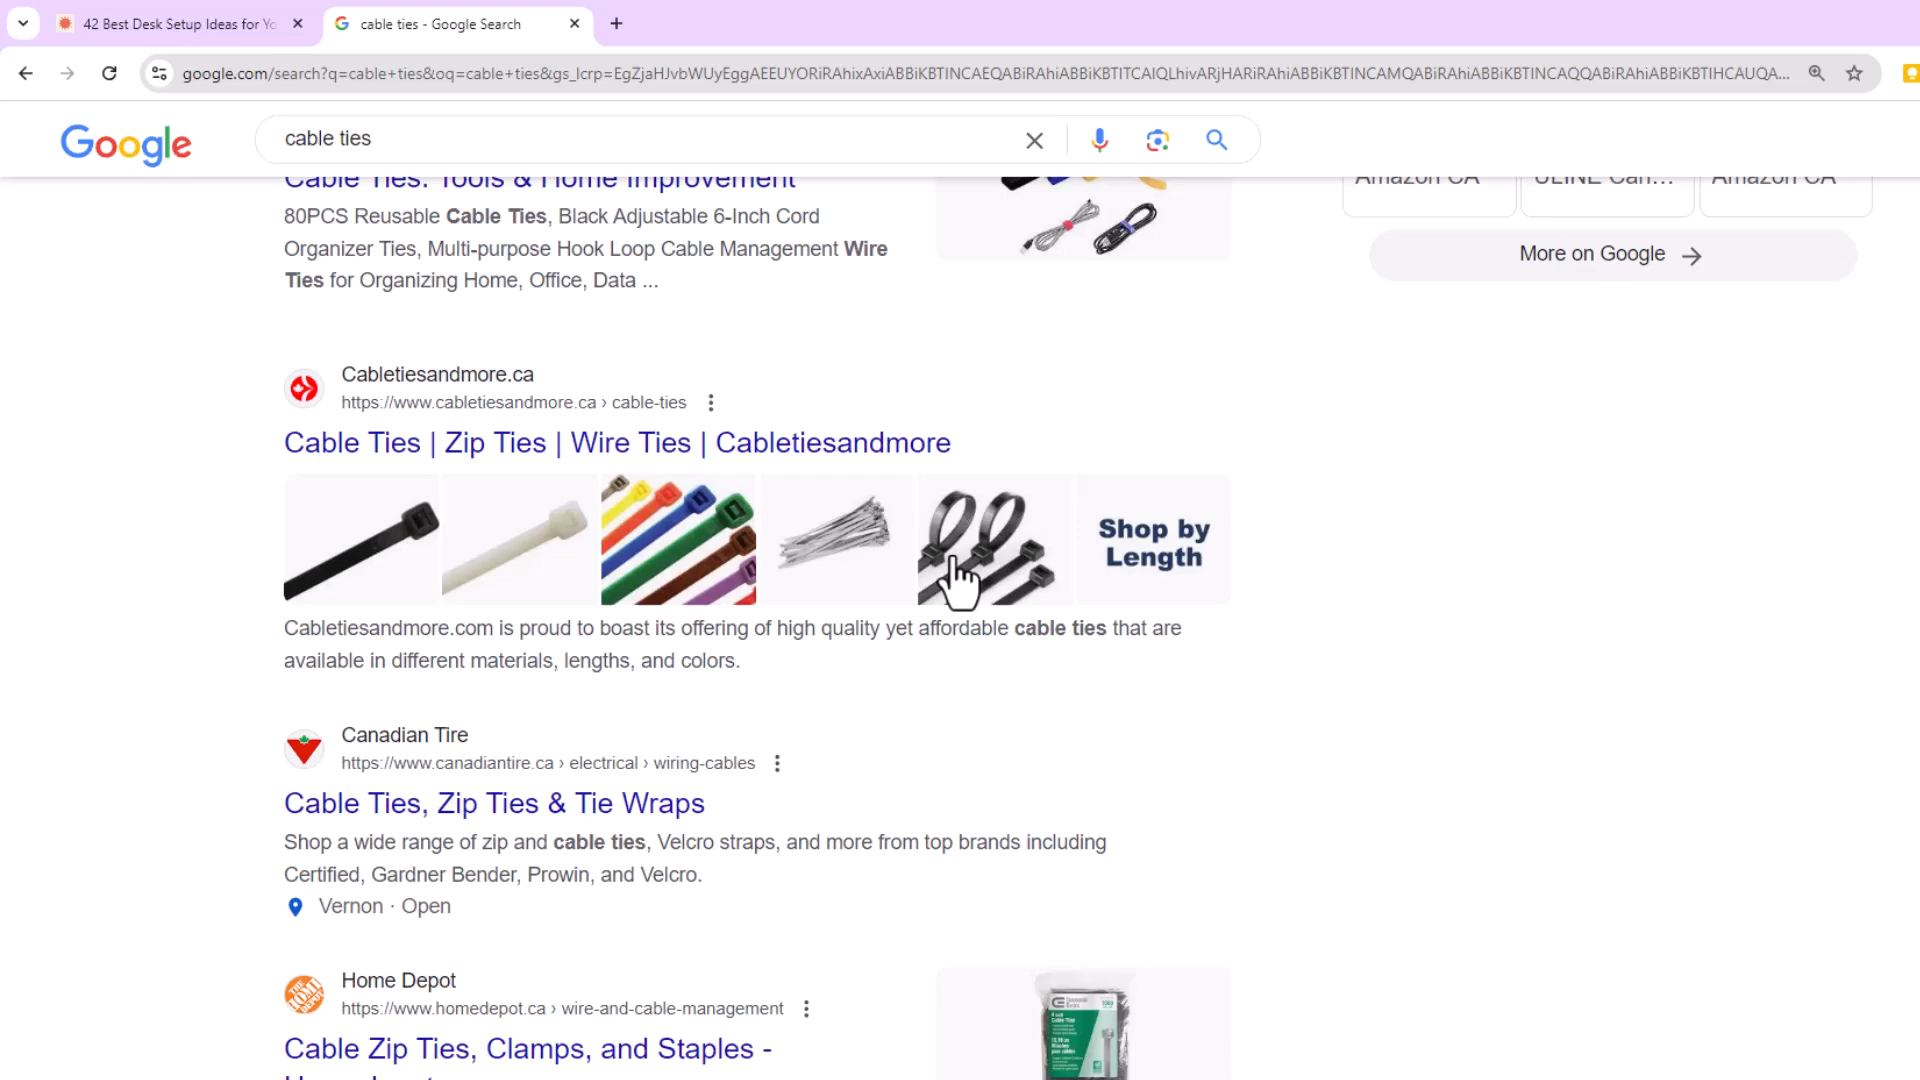 42 Best Desk Setup Ideas for Yo
cable ties - Google Search
google.com/search?q=cable+ties&oq=cable+ties&gs_lcrp=EgZjaHJvbWUyEggAEEUYORiRAhixAxiABBiKBTINCAEQABiRAhiABBiKBTITCAIQLhivARjHARiRAhiABBiKBTINCAMQABiRAhiABBiKBTINCAQQABiRAhiABBiKBTIHCAUQA...
Google
cable ties
Cable Ties: Tools & Home Improvement
80PCS Reusable Cable Ties, Black Adjustable 6-Inch Cord
Organizer Ties, Multi-purpose Hook Loop Cable Management Wire
Ties for Organizing Home, Office, Data ...
Amazon CA
ULINE Can...
Amazon CA
More on Google
Cabletiesandmore.ca
https://www.cabletiesandmore.ca › cable-ties
Cable Ties | Zip Ties | Wire Ties | Cabletiesandmore
Shop by
Length
Cabletiesandmore.com is proud to boast its offering of high quality yet affordable cable ties that are
available in different materials, lengths, and colors.
Canadian Tire
https://www.canadiantire.ca › electrical › wiring-cables
Cable Ties, Zip Ties & Tie Wraps
Shop a wide range of zip and cable ties, Velcro straps, and more from top brands including
Certified, Gardner Bender, Prowin, and Velcro.
Vernon · Open
THE
HOME
DEPOT
Home Depot
https://www.homedepot.ca › wire-and-cable-management
Cable Zip Ties, Clamps, and Staples -